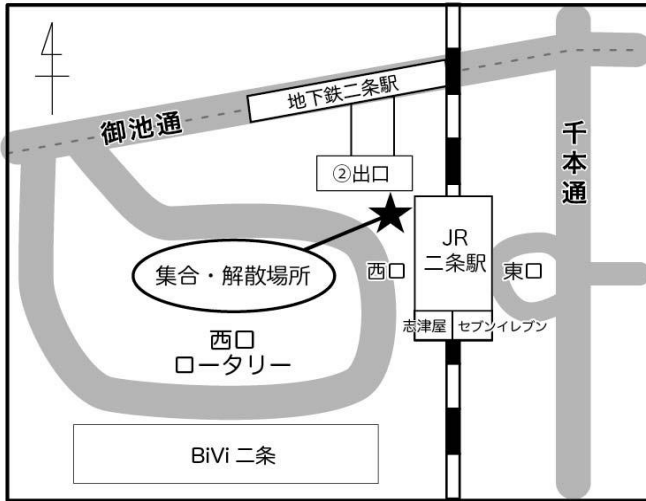 地下鉄二条駅
御池通
千本通
②出口
JR
二条駅
集合・解散場所
西口
東口
志津屋
セブンイレブン
西口
ロータリー
BiVi 二条